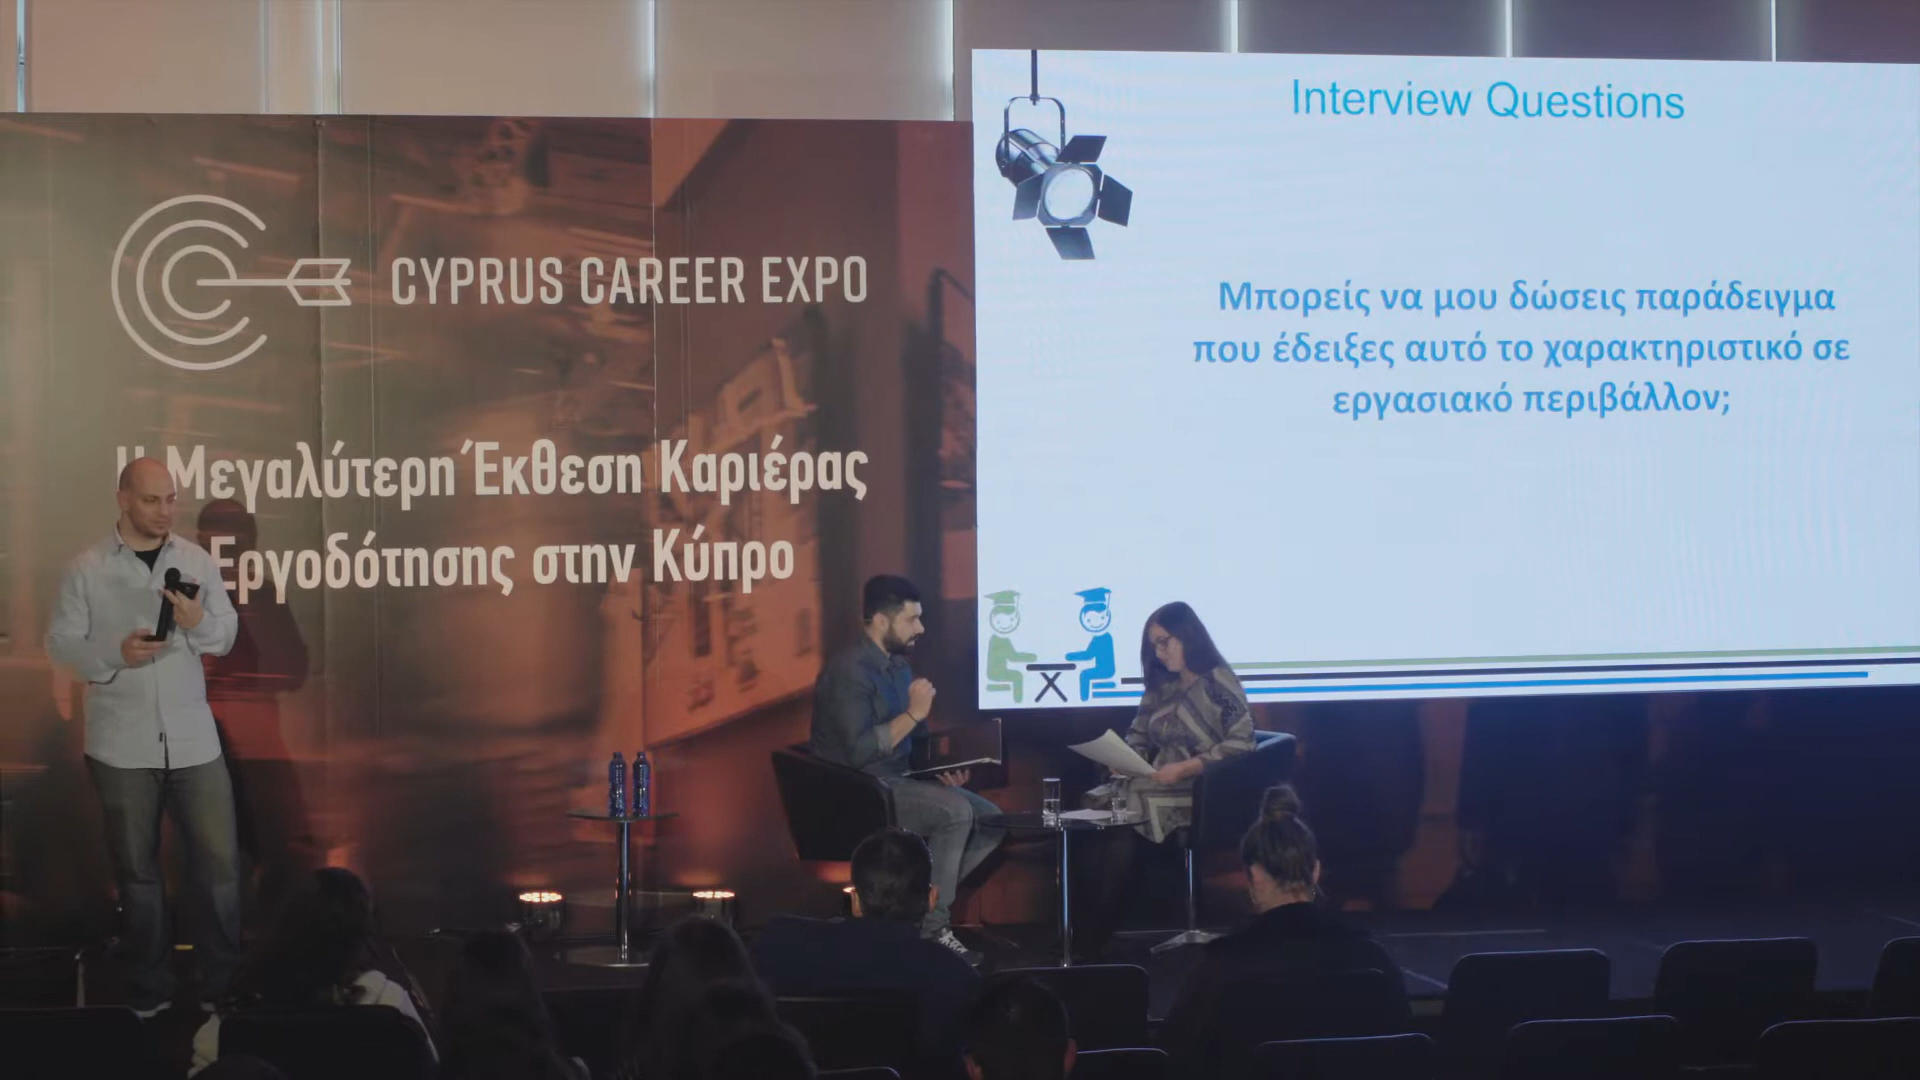 CYPRUS CAREER EXPO
Η Μεγαλύτερη Έκθεση Καριέρας
Εργοδότησης στην Κύπρο
Interview Questions
Μπορείς να μου δώσεις παράδειγμα
που έδειξες αυτό το χαρακτηριστικό σε
εργασιακό περιβάλλον;